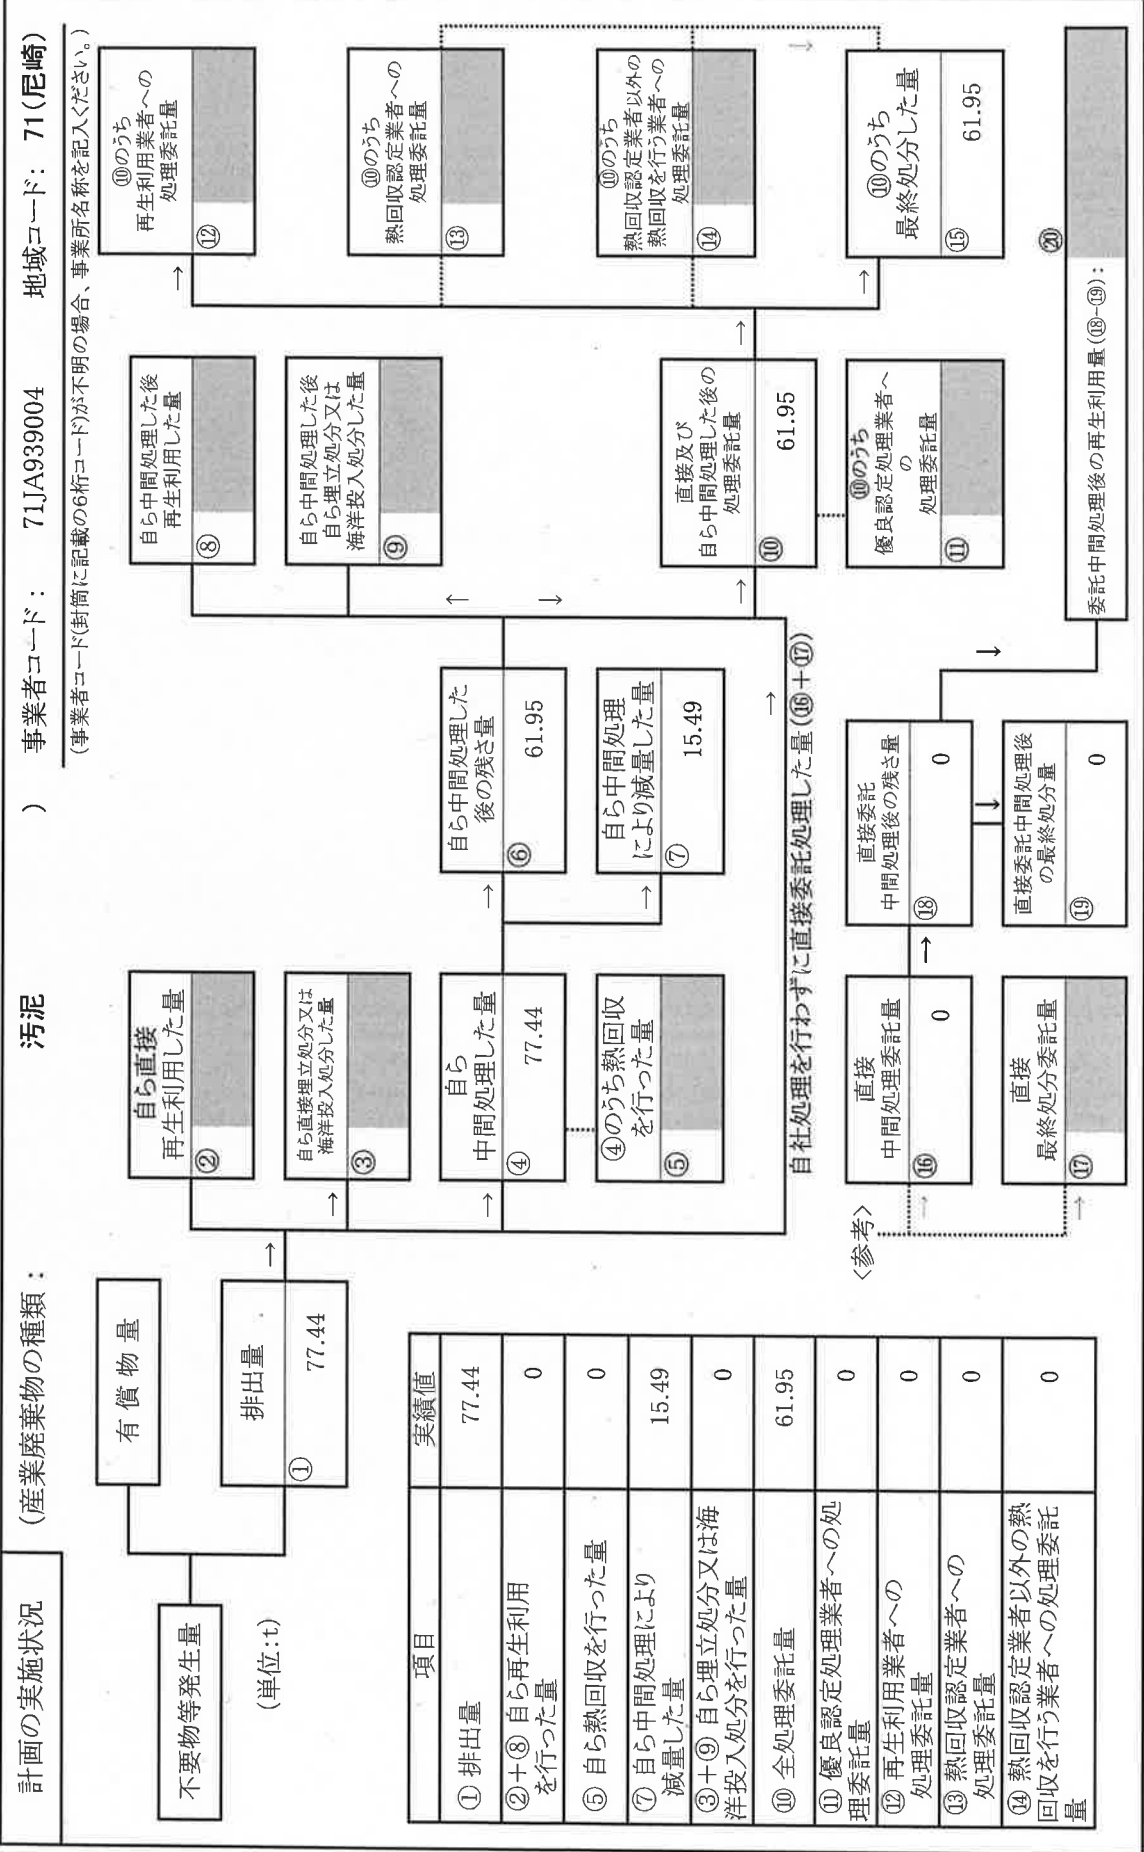 計画の実施状況
(産業廃棄物の種類:
汚泥
)
事業者コード:
71JA939004
地域コード:
71(尼崎)
(事業者コード(封筒に記載の6桁コード)が不明の場合、事業所名称を記入ください。)
不要物等発生量
(単位:t)
有 償 物 量
排出量
①
77.44
→
自ら直接
再生利用した量
②
自ら直接埋立処分又は
海洋投入処分した量
③
→
自ら
中間処理した量
④
77.44
→
④のうち熱回収
を行った量
⑤
自ら中間処理した
後の残さ量
⑥
61.95
→
自ら中間処理
により減量した量
⑦
15.49
→
自ら中間処理した後
再生利用した量
⑧
自ら中間処理した後
自ら埋立処分又は
海洋投入処分した量
⑨
↑
↓
直接及び
自ら中間処理した後の
処理委託量
⑩
61.95
→
⑩のうち
優良認定処理業者へ
の
処理委託量
⑪
⑩のうち
再生利用業者への
処理委託量
⑫
→
⑩のうち
熱回収認定業者への
処理委託量
⑬
⑩のうち
熱回収認定業者以外の
熱回収を行う業者への
処理委託量
⑭
→
↓
⑩のうち
最終処分した量
⑮
61.95
→
自社処理を行わずに直接委託処理した量(⑯+⑰)
→
<参考>
直接
中間処理委託量
⑯
0
→
直接
最終処分委託量
⑰
→
直接委託
中間処理後の残さ量
⑱
0
→
↓
直接委託中間処理後
の最終処分量
⑲
0
↓
委託中間処理後の再生利用量(⑱-⑲):
⑳
項目
実績値
① 排出量
77.44
②+⑧ 自ら再生利用
を行った量
0
⑤ 自ら熱回収を行った量
0
⑦ 自ら中間処理により
減量した量
15.49
③+⑨ 自ら埋立処分又は海
洋投入処分を行った量
0
⑩ 全処理委託量
61.95
⑪ 優良認定処理業者への処
理委託量
0
⑫ 再生利用業者への
処理委託量
0
⑬ 熱回収認定業者への
処理委託量
0
⑭ 熱回収認定業者以外の熱
回収を行う業者への処理委託
量
0